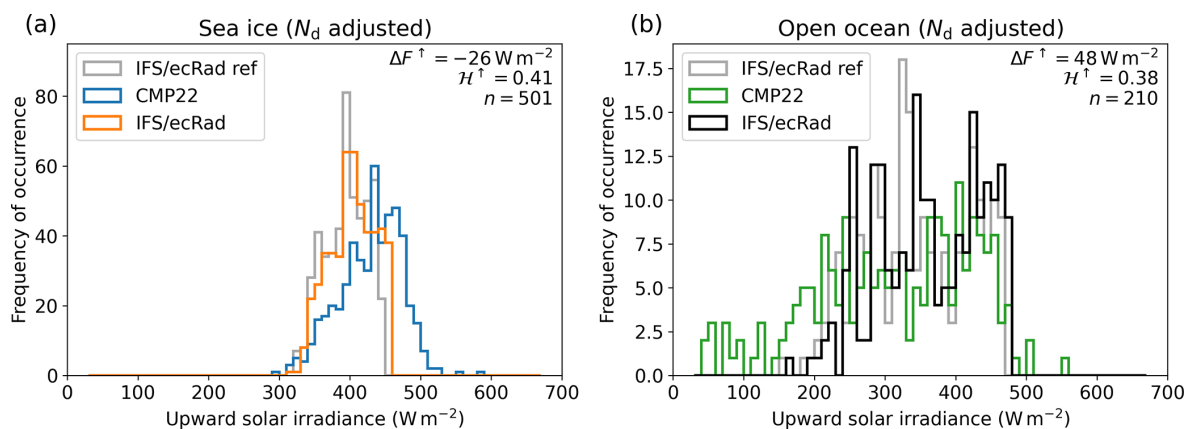 (a)
Sea ice (N_d adjusted)
IFS/ecRad ref
CMP22
IFS/ecRad
ΔF ↑ = −26 W m−2
ℋ ↑ = 0.41
n = 501
Frequency of occurrence
80
60
40
20
0
0 100 200 300 400 500 600 700
Upward solar irradiance (W m−2)
(b)
Open ocean (N_d adjusted)
IFS/ecRad ref
CMP22
IFS/ecRad
ΔF ↑ = 48 W m−2
ℋ ↑ = 0.38
n = 210
Frequency of occurrence
17.5
15.0
12.5
10.0
7.5
5.0
2.5
0.0
0 100 200 300 400 500 600 700
Upward solar irradiance (W m−2)